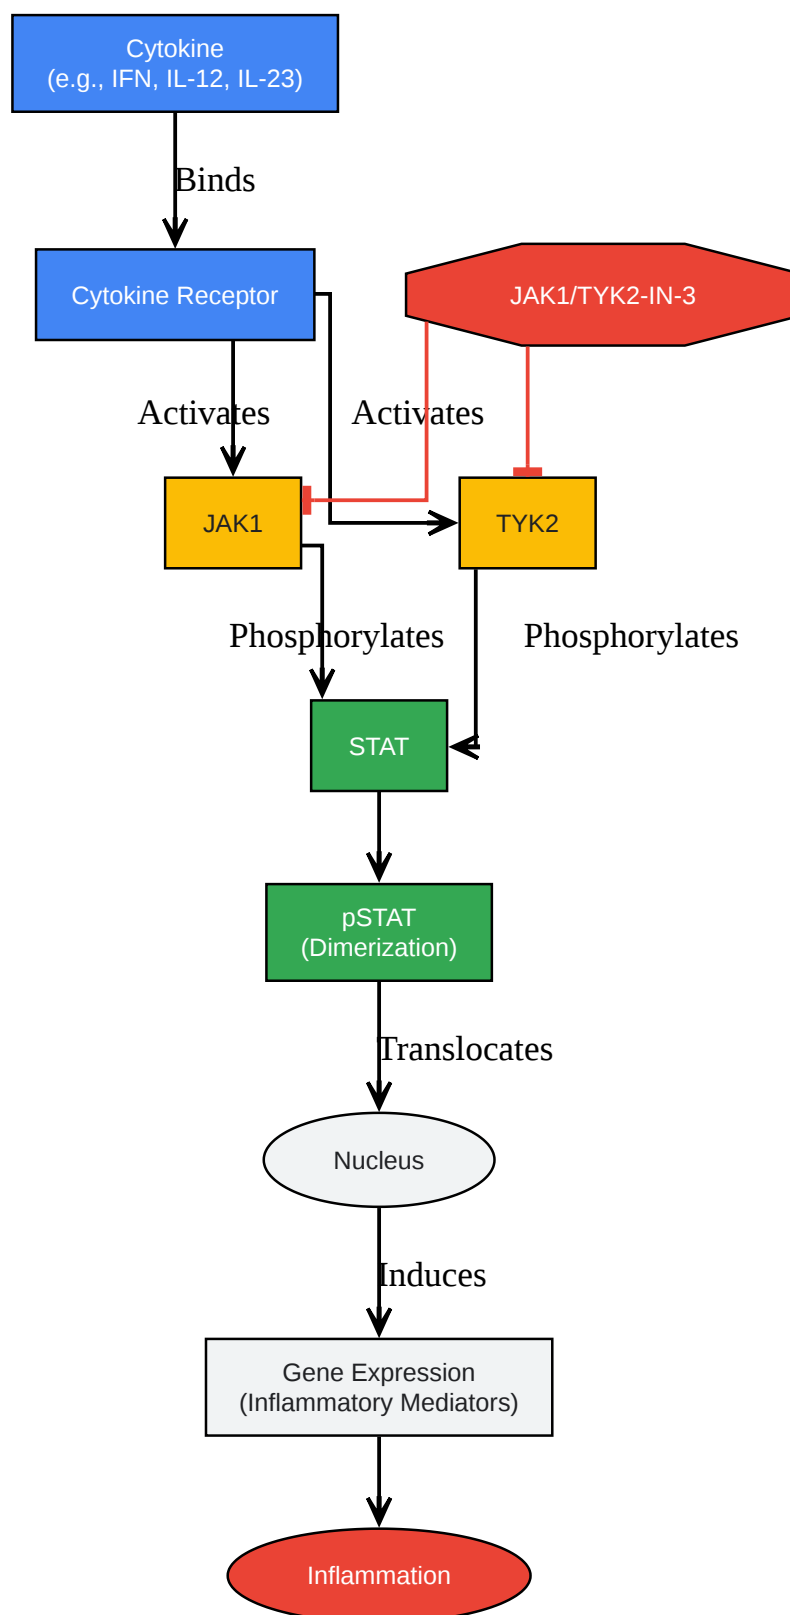 Cytokine
(e.g., IFN, IL-12, IL-23)
Binds
Cytokine Receptor
JAK1/TYK2-IN-3
Activates
Activates
JAK1
TYK2
Phosphorylates
Phosphorylates
STAT
pSTAT
(Dimerization)
Translocates
Nucleus
Induces
Gene Expression
(Inflammatory Mediators)
Inflammation